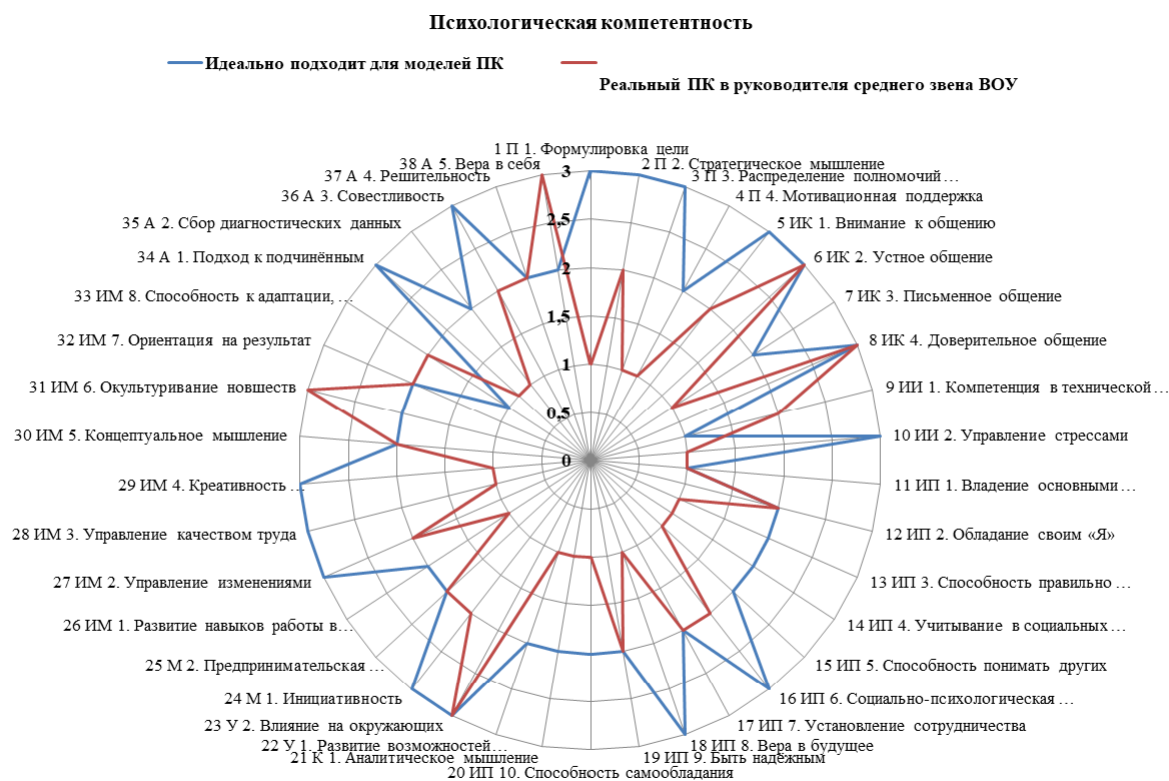 Психологическая компетентность
Идеально подходит для моделей ПК
Реальный ПК в руководителя среднего звена ВОУ
1 П 1. Формулировка цели
2 П 2. Стратегическое мышление
3 П 3. Распределение полномочий…
4 П 4. Мотивационная поддержка
5 ИК 1. Внимание к общению
6 ИК 2. Устное общение
7 ИК 3. Письменное общение
8 ИК 4. Доверительное общение
9 ИИ 1. Компетенция в технической…
10 ИИ 2. Управление стрессами
11 ИП 1. Владение основными…
12 ИП 2. Обладание своим «Я»
13 ИП 3. Способность правильно…
14 ИП 4. Учитывание в социальных…
15 ИП 5. Способность понимать других
16 ИП 6. Социально-психологическая…
17 ИП 7. Установление сотрудничества
18 ИП 8. Вера в будущее
19 ИП 9. Быть надёжным
20 ИП 10. Способность самообладания
21 К 1. Аналитическое мышление
22 У 1. Развитие возможностей…
23 У 2. Влияние на окружающих
24 М 1. Инициативность
25 М 2. Предпринимательская…
26 ИМ 1. Развитие навыков работы в…
27 ИМ 2. Управление изменениями
28 ИМ 3. Управление качеством труда
29 ИМ 4. Креативность…
30 ИМ 5. Концептуальное мышление
31 ИМ 6. Окультуривание новшеств
32 ИМ 7. Ориентация на результат
33 ИМ 8. Способность к адаптации, …
34 А 1. Подход к подчинённым
35 А 2. Сбор диагностических данных
36 А 3. Совестливость
37 А 4. Решительность
38 А 5. Вера в себя
3
2,5
2
1,5
1
0,5
0